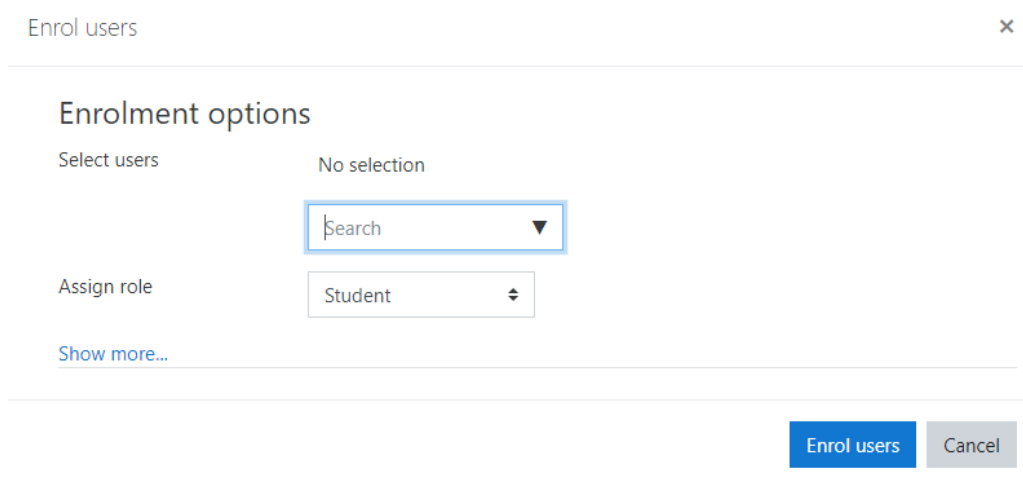 Enrol users
Enrolment options
Select users
No selection
Search
Assign role
Student
Show more...
Enrol users
Cancel